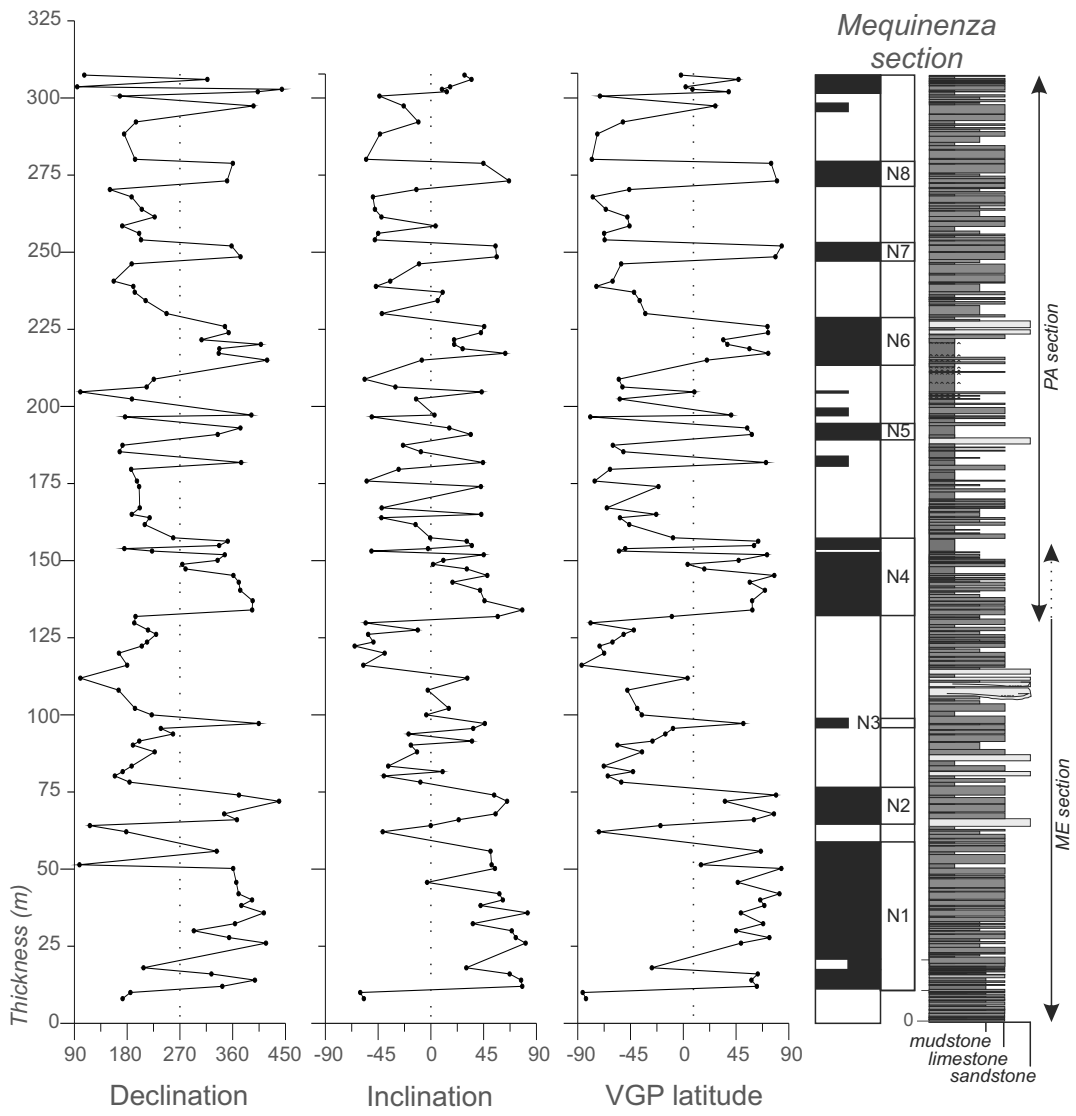 Mequinenza
section
325
300
275
250
225
200
175
150
125
100
75
50
25
0
Thickness (m)
90 180 270 360 450
Declination
-90 -45 0 45 90
Inclination
-90 -45 0 45 90
VGP latitude
N8
N7
N6
N5
N4
N3
N2
N1
0
PA section
ME section
mudstone
limestone
sandstone